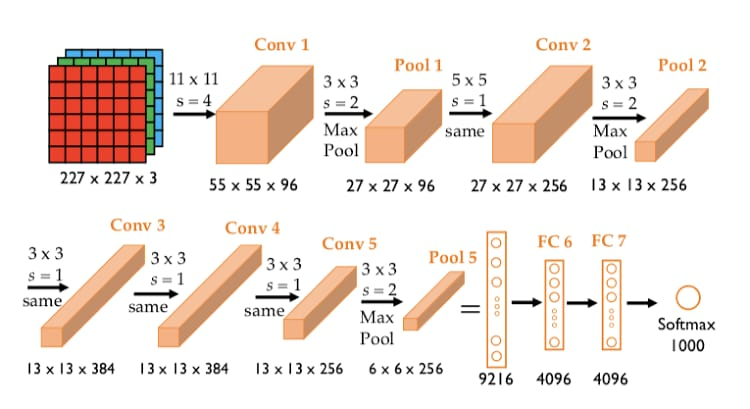 Conv 1
Conv 2
11 x 11
s = 4
3 x 3
s = 2
Max
Pool
Pool 1
5 x 5
s = 1
same
3 x 3
s = 2
Max
Pool
Pool 2
227 x 227 x 3
55 x 55 x 96
27 x 27 x 96
27 x 27 x 256
13 x 13 x 256
3 x 3
s = 1
same
Conv 3
3 x 3
s = 1
same
Conv 4
3 x 3
s = 1
same
Conv 5
3 x 3
s = 2
Max
Pool
Pool 5
=
FC 6
FC 7
Softmax
1000
13 x 13 x 384
13 x 13 x 384
13 x 13 x 256
6 x 6 x 256
9216
4096
4096